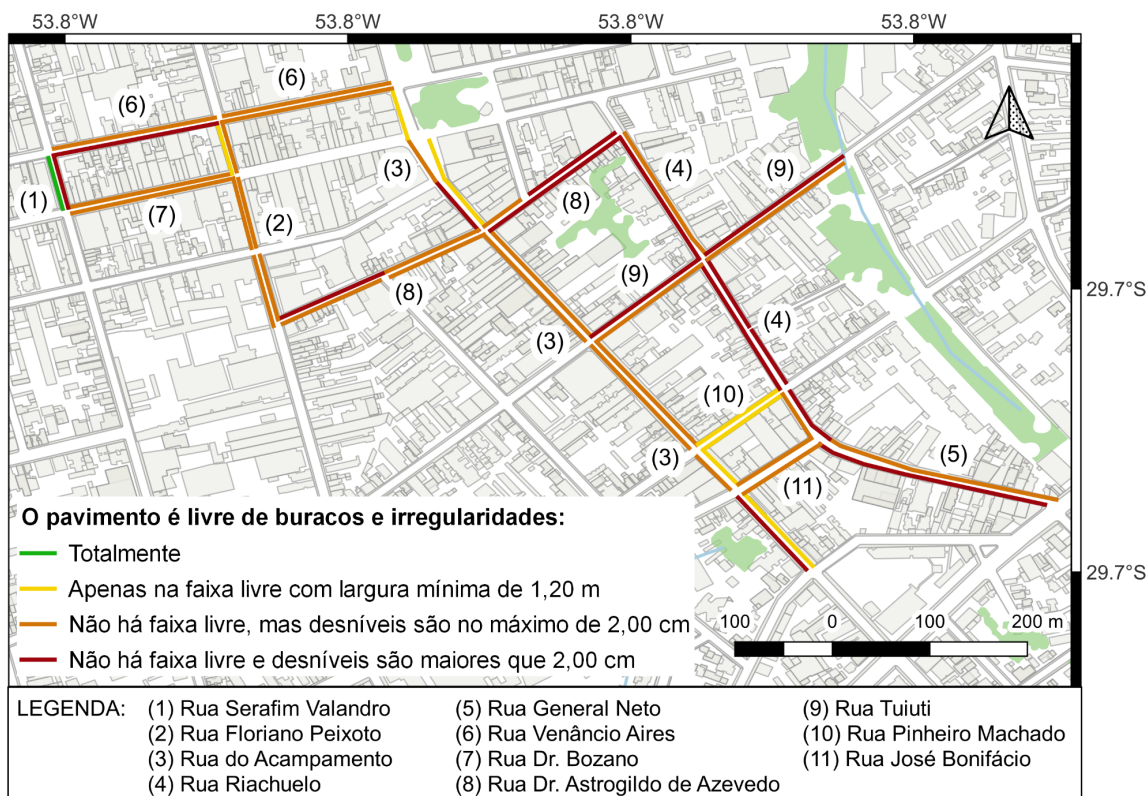 53.8°W 53.8°W 53.8°W 53.8°W
(6)
(6)
(3)
(4)
(9)
(1)
(8)
(7)
(2)
(9)
(8)
29.7°S
(4)
(3)
(10)
(3)
(5)
(11)
O pavimento é livre de buracos e irregularidades:
Totalmente
Apenas na faixa livre com largura mínima de 1,20 m
Não há faixa livre, mas desníveis são no máximo de 2,00 cm
Não há faixa livre e desníveis são maiores que 2,00 cm
29.7°S
100 0 100 200 m
LEGENDA:
(1) Rua Serafim Valandro
(2) Rua Floriano Peixoto
(3) Rua do Acampamento
(4) Rua Riachuelo
(5) Rua General Neto
(6) Rua Venâncio Aires
(7) Rua Dr. Bozano
(8) Rua Dr. Astrogildo de Azevedo
(9) Rua Tuiuti
(10) Rua Pinheiro Machado
(11) Rua José Bonifácio